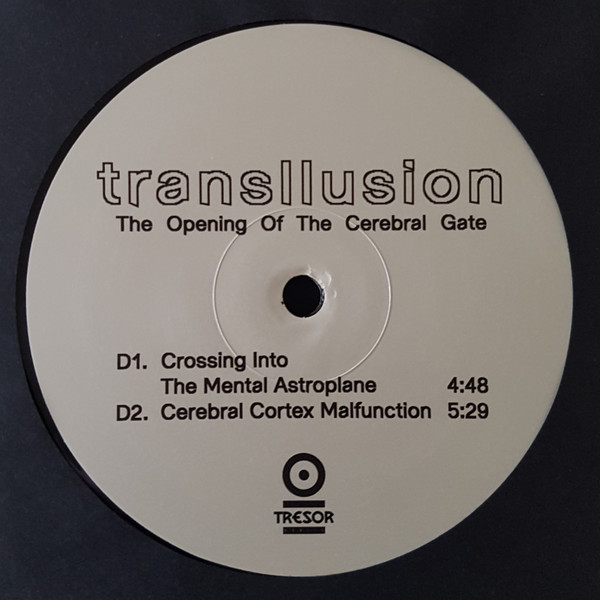 transllusion
The Opening Of The Cerebral Gate
D1. Crossing Into
The Mental Astroplane 4:48
D2. Cerebral Cortex Malfunction 5:29
TRESOR